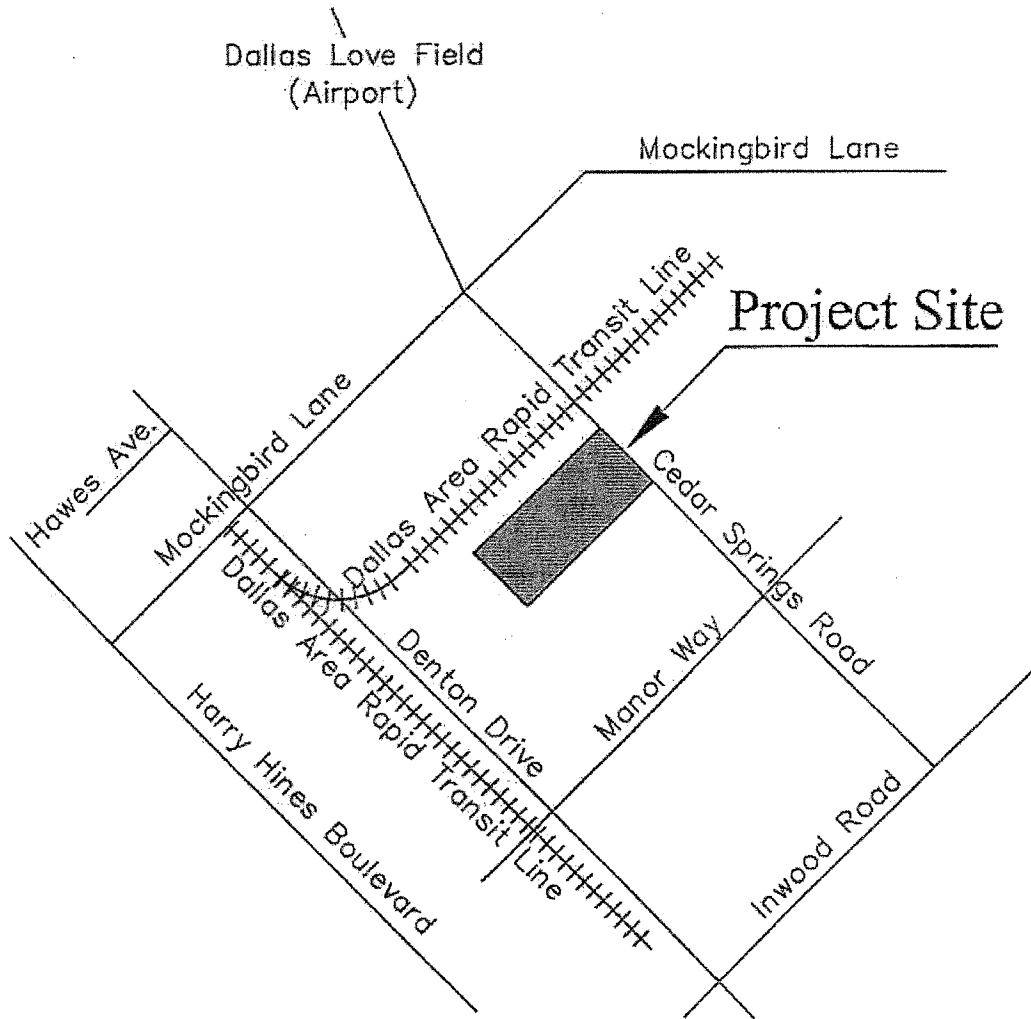 Dallas Love Field
(Airport)
Mockingbird Lane
Project Site
Dallas Area Rapid Transit Line
Mockingbird Lane
Hawes Ave.
Cedar Springs Road
Dallas Area Rapid Transit Line
Denton Drive
Manor Way
Harry Hines Boulevard
Inwood Road